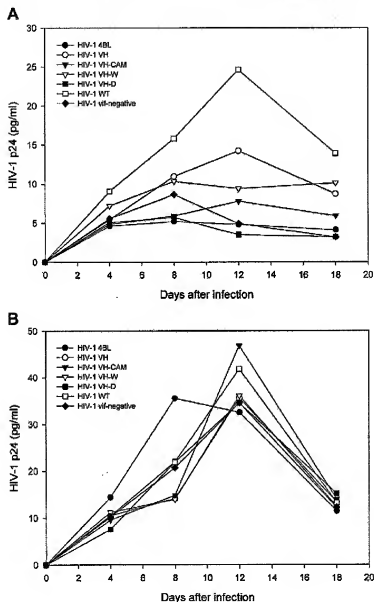 A
HIV-1 4BL
HIV-1 VH
HIV-1 VH-CAM
HIV-1 VH-W
HIV-1 VH-D
HIV-1 WT
HIV-1 vif-negative
30
25
20
15
10
5
0
HIV-1 p24 (pg/ml)
0 2 4 6 8 10 12 14 16 18 20
Days after infection
B
HIV-1 4BL
HIV-1 VH
HIV-1 VH-CAM
HIV-1 VH-W
HIV-1 VH-D
HIV-1 WT
HIV-1 vif-negative
50
40
30
20
10
0
HIV-1 p24 (pg/ml)
0 2 4 6 8 10 12 14 16 18 20
Days after infection